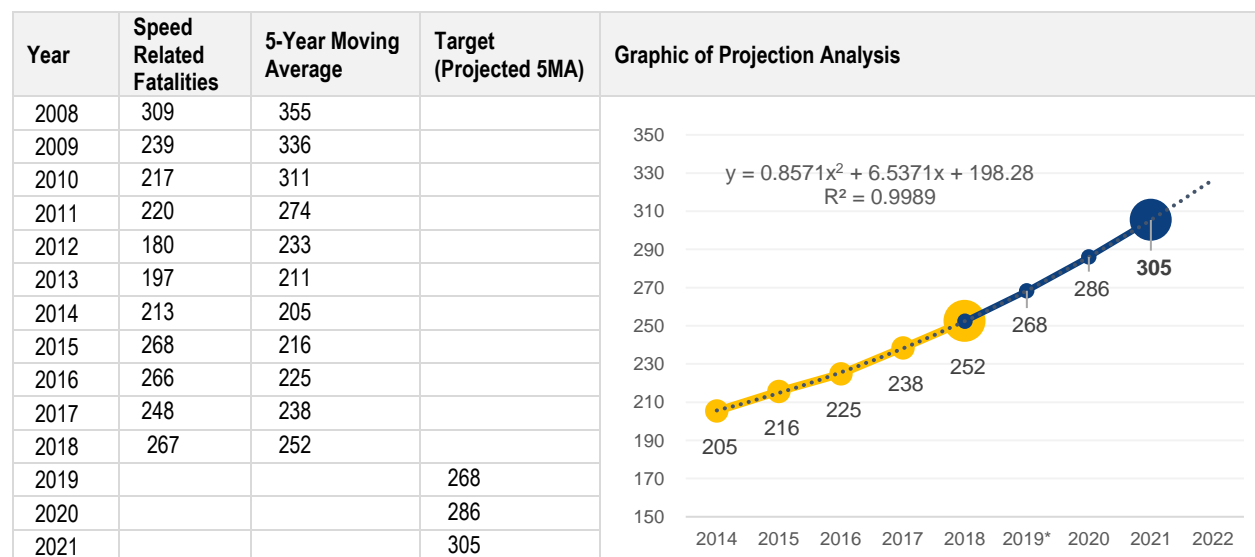 Year Speed Related Fatalities 5-Year Moving Average Target (Projected 5MA) Graphic of Projection Analysis
2008 309 355
2009 239 336
2010 217 311
2011 220 274
2012 180 233
2013 197 211
2014 213 205
2015 268 216
2016 266 225
2017 248 238
2018 267 252
2019 268
2020 286
2021 305
350
330
310
290
270
250
230
210
190
170
150
y = 0.8571x² + 6.5371x + 198.28
R² = 0.9989
205
216
225
238
252
268
286
305
2014 2015 2016 2017 2018 2019* 2020 2021 2022